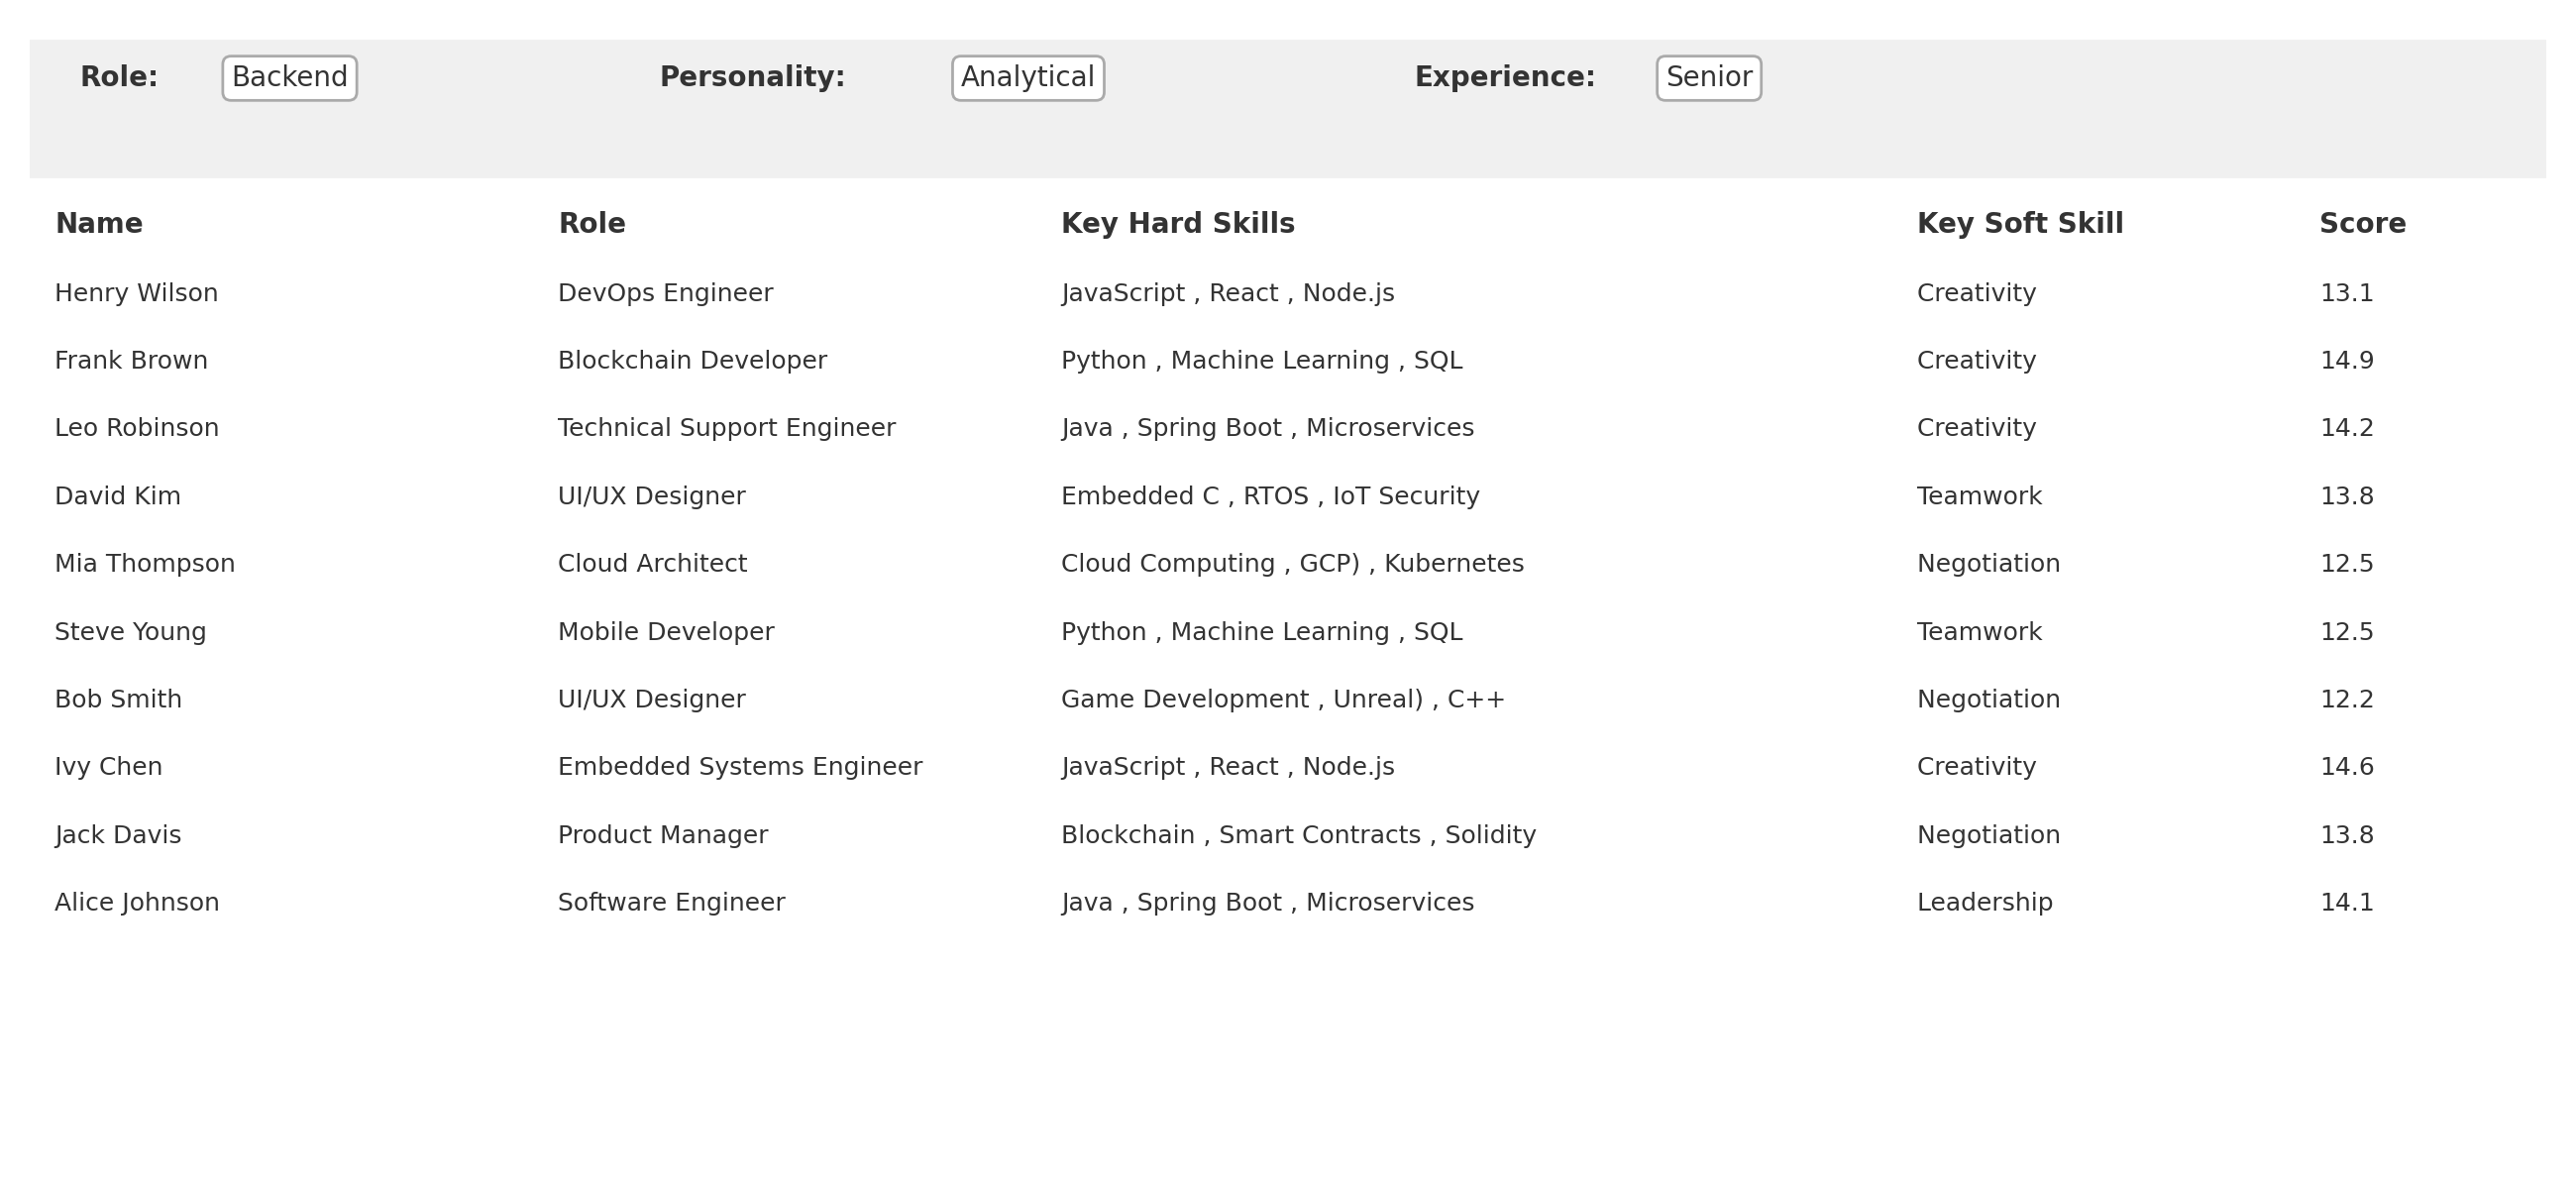 Role: Backend Personality: Analytical Experience: Senior
Name Role Key Hard Skills Key Soft Skill Score
Henry Wilson DevOps Engineer JavaScript , React , Node.js Creativity 13.1
Frank Brown Blockchain Developer Python , Machine Learning , SQL Creativity 14.9
Leo Robinson Technical Support Engineer Java , Spring Boot , Microservices Creativity 14.2
David Kim UI/UX Designer Embedded C , RTOS , IoT Security Teamwork 13.8
Mia Thompson Cloud Architect Cloud Computing , GCP) , Kubernetes Negotiation 12.5
Steve Young Mobile Developer Python , Machine Learning , SQL Teamwork 12.5
Bob Smith UI/UX Designer Game Development , Unreal) , C++ Negotiation 12.2
Ivy Chen Embedded Systems Engineer JavaScript , React , Node.js Creativity 14.6
Jack Davis Product Manager Blockchain , Smart Contracts , Solidity Negotiation 13.8
Alice Johnson Software Engineer Java , Spring Boot , Microservices Leadership 14.1